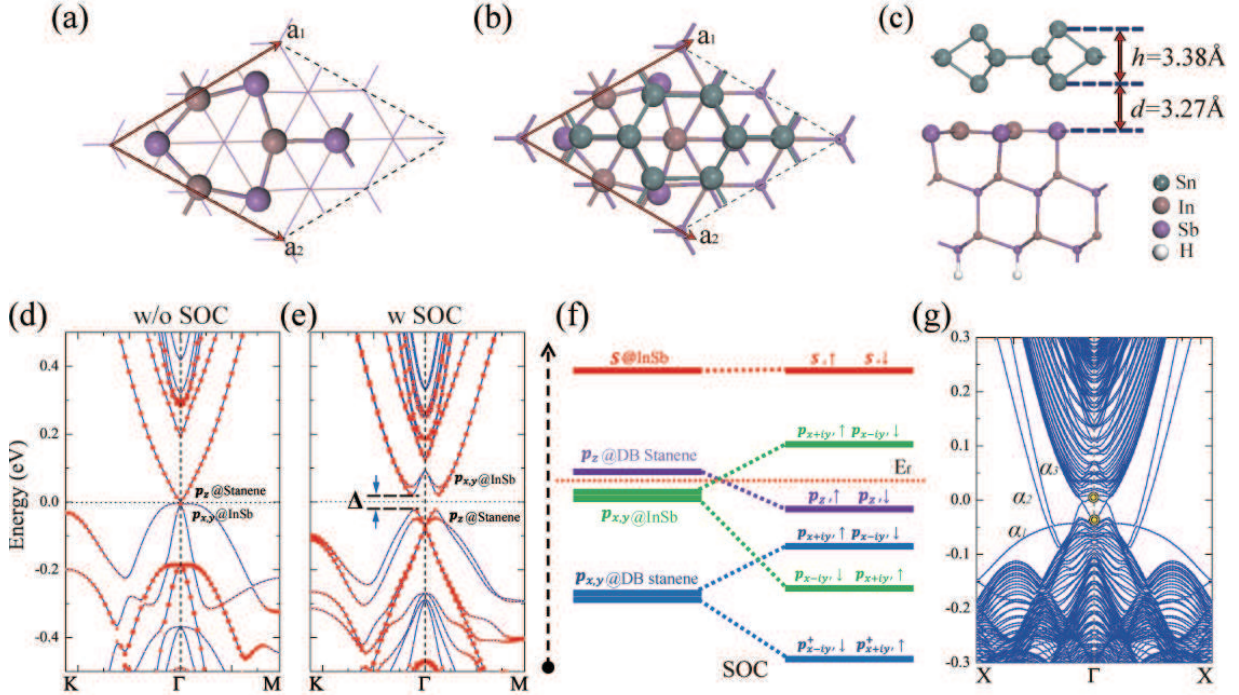 (a)
a₁
a₂
(b)
a₁
a₂
(c)
h=3.38Å
d=3.27Å
Sn
In
Sb
H
(d)
w/o SOC
Energy (eV)
0.4
0.2
0.0
-0.2
-0.4
p_z@Stanene
p_x,y@InSb
K Γ M
(e)
w SOC
Δ
p_x,y@InSb
p_z@Stanene
K Γ M
(f)
S@InSb
p_z@DB Stanene
p_x,y@InSb
p_x,y@DB stanene
p_x+iy,↑ p_x-iy,↓
E_f
p_z,↑ p_z,↓
p_x+iy,↑ p_x-iy,↓
p_x-iy,↓ p_x+iy,↑
p⁺_x-iy,↓ p⁺_x+iy,↑
SOC
(g)
0.3
0.2
0.1
0.0
-0.1
-0.2
-0.3
α₃
α₂
α₁
X Γ X